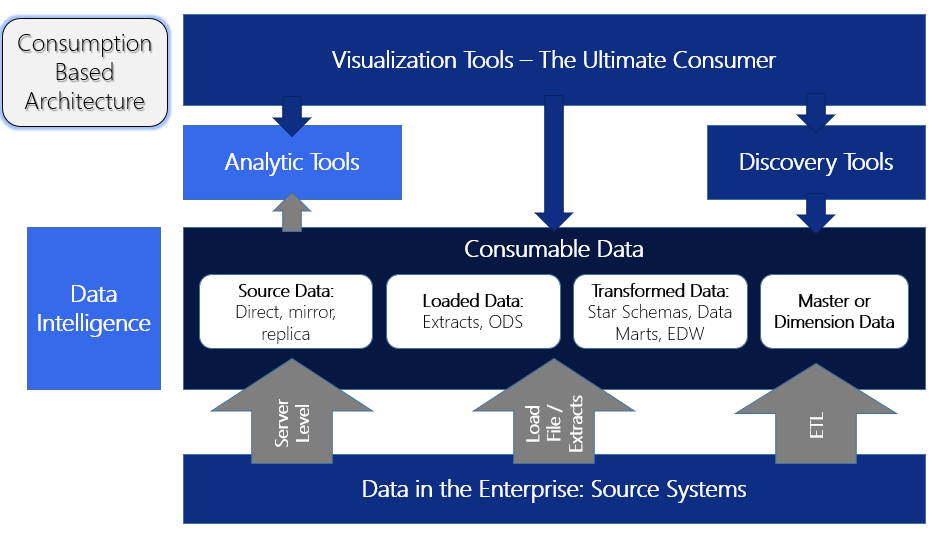 Consumption
Based
Architecture
Visualization Tools – The Ultimate Consumer
Analytic Tools
Discovery Tools
Data
Intelligence
Consumable Data
Source Data:
Direct, mirror,
replica
Loaded Data:
Extracts, ODS
Transformed Data:
Star Schemas, Data
Marts, EDW
Master or
Dimension Data
Server
Level
Load
File /
Extracts
ETL
Data in the Enterprise: Source Systems